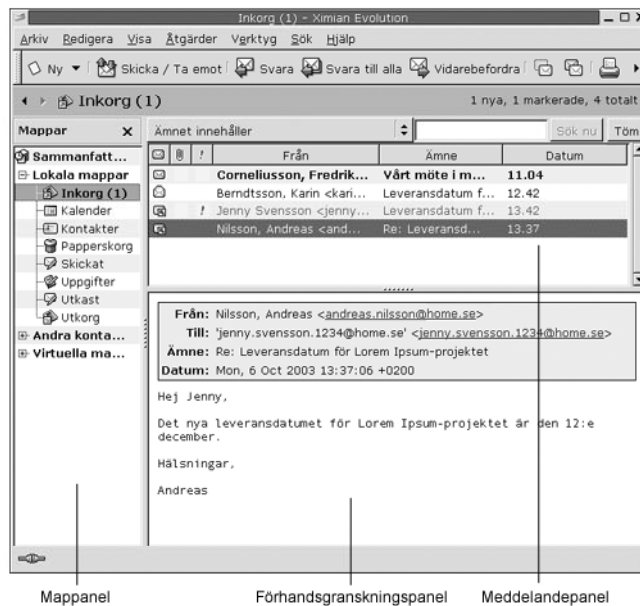 Inkorg (1) - Ximian Evolution
Arkiv Redigera Visa Åtgärder Verktyg Sök Hjälp
Ny Skicka / Ta emot Svara Svara till alla Vidarebefordra
Inkorg (1) 1 nya, 1 markerade, 4 totalt
Mappar x Ämnet innehåller Sök nu Töm
Sammanfatt...
Lokala mappar
Inkorg (1)
Kalender
Kontakter
Papperskorg
Skickat
Uppgifter
Utkast
Utkorg
Andra konta...
Virtuella ma...
! Från Ämne Datum
Corneliusson, Fredrik... Vårt möte i m... 11.04
Berndtsson, Karin <kari... Leveransdatum f... 12.42
! Jenny Svensson <jenny... Leveransdatum f... 13.42
Nilsson, Andreas <and... Re: Leveransd... 13.37
Från: Nilsson, Andreas <andreas.nilsson@home.se>
Till: 'jenny.svensson.1234@home.se' <jenny.svensson.1234@home.se>
Ämne: Re: Leveransdatum för Lorem Ipsum-projektet
Datum: Mon, 6 Oct 2003 13:37:06 +0200
Hej Jenny,
Det nya leveransdatumet för Lorem Ipsum-projektet är den 12:e
december.
Hälsningar,
Andreas
Mappanel Förhandsgranskningspanel Meddelandepanel